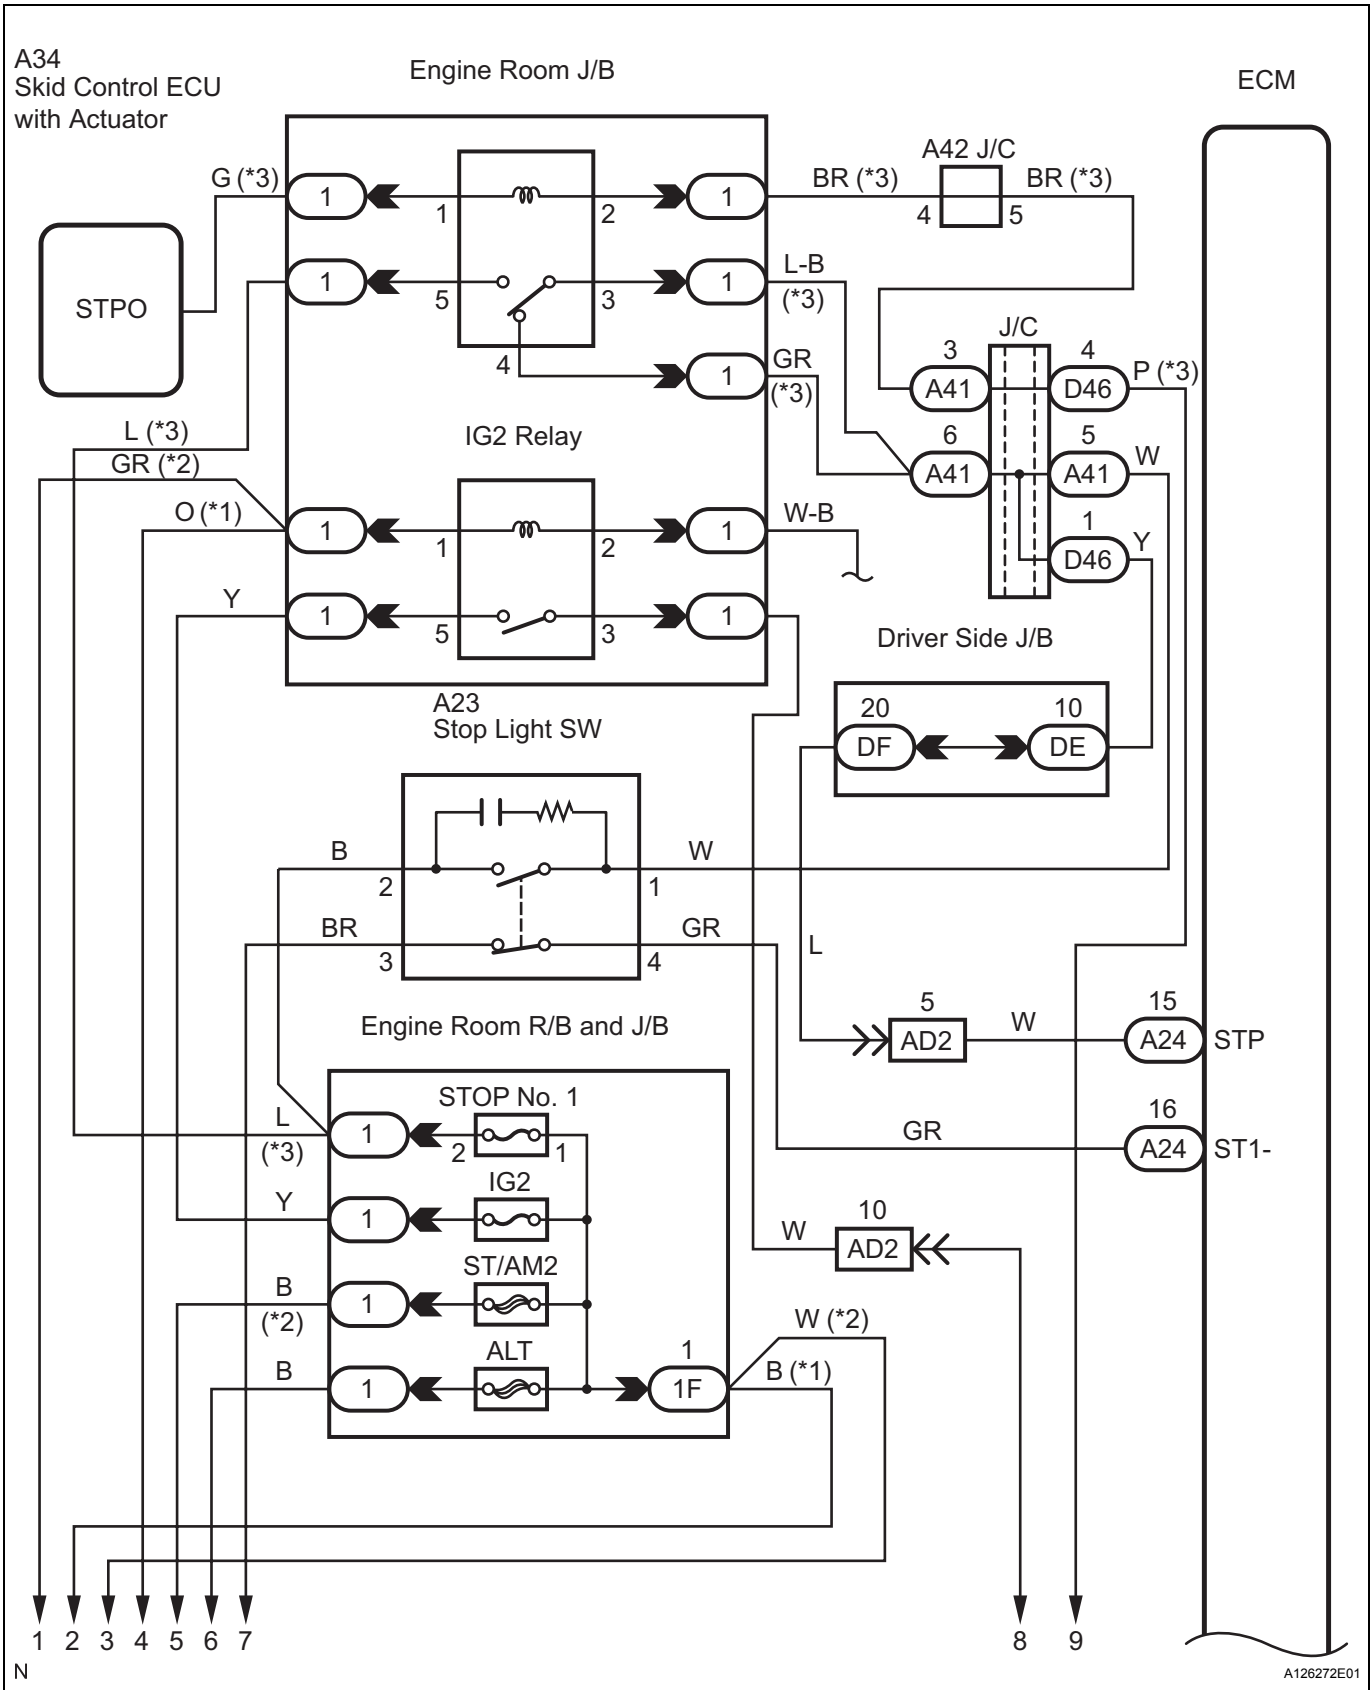 A34
Skid Control ECU
with Actuator
Engine Room J/B
ECM
A42 J/C
G (*3)
1
1
2
1
BR (*3)
4
5
BR (*3)
STPO
1
5
3
1
L-B
(*3)
4
1
GR
(*3)
J/C
3
A41
4
D46
P (*3)
6
A41
5
A41
W
1
D46
Y
L (*3)
GR (*2)
O (*1)
IG2 Relay
1
1
2
1
W-B
Y
1
5
3
1
Driver Side J/B
20
DF
10
DE
A23
Stop Light SW
B
2
1
W
BR
3
4
GR
L
5
AD2
W
15
A24
STP
16
A24
ST1-
GR
Engine Room R/B and J/B
STOP No. 1
L
(*3)
1
2
1
IG2
Y
1
ST/AM2
B
(*2)
1
ALT
B
1
1
1F
W (*2)
B (*1)
W
10
AD2
1
2
3
4
5
6
7
8
9
N
A126272E01